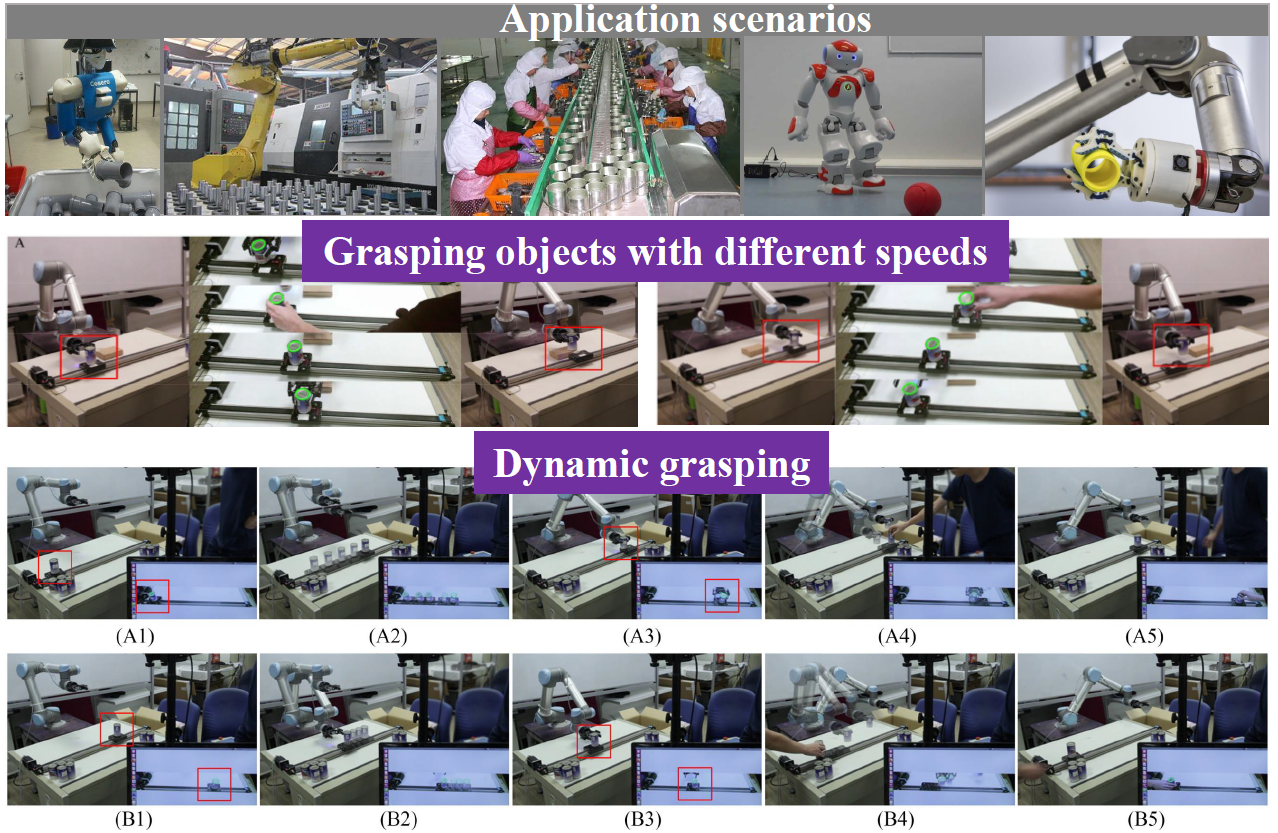 Application scenarios
Cosero
Grasping objects with different speeds
A
Dynamic grasping
(A1)
(A2)
(A3)
(A4)
(A5)
(B1)
(B2)
(B3)
(B4)
(B5)